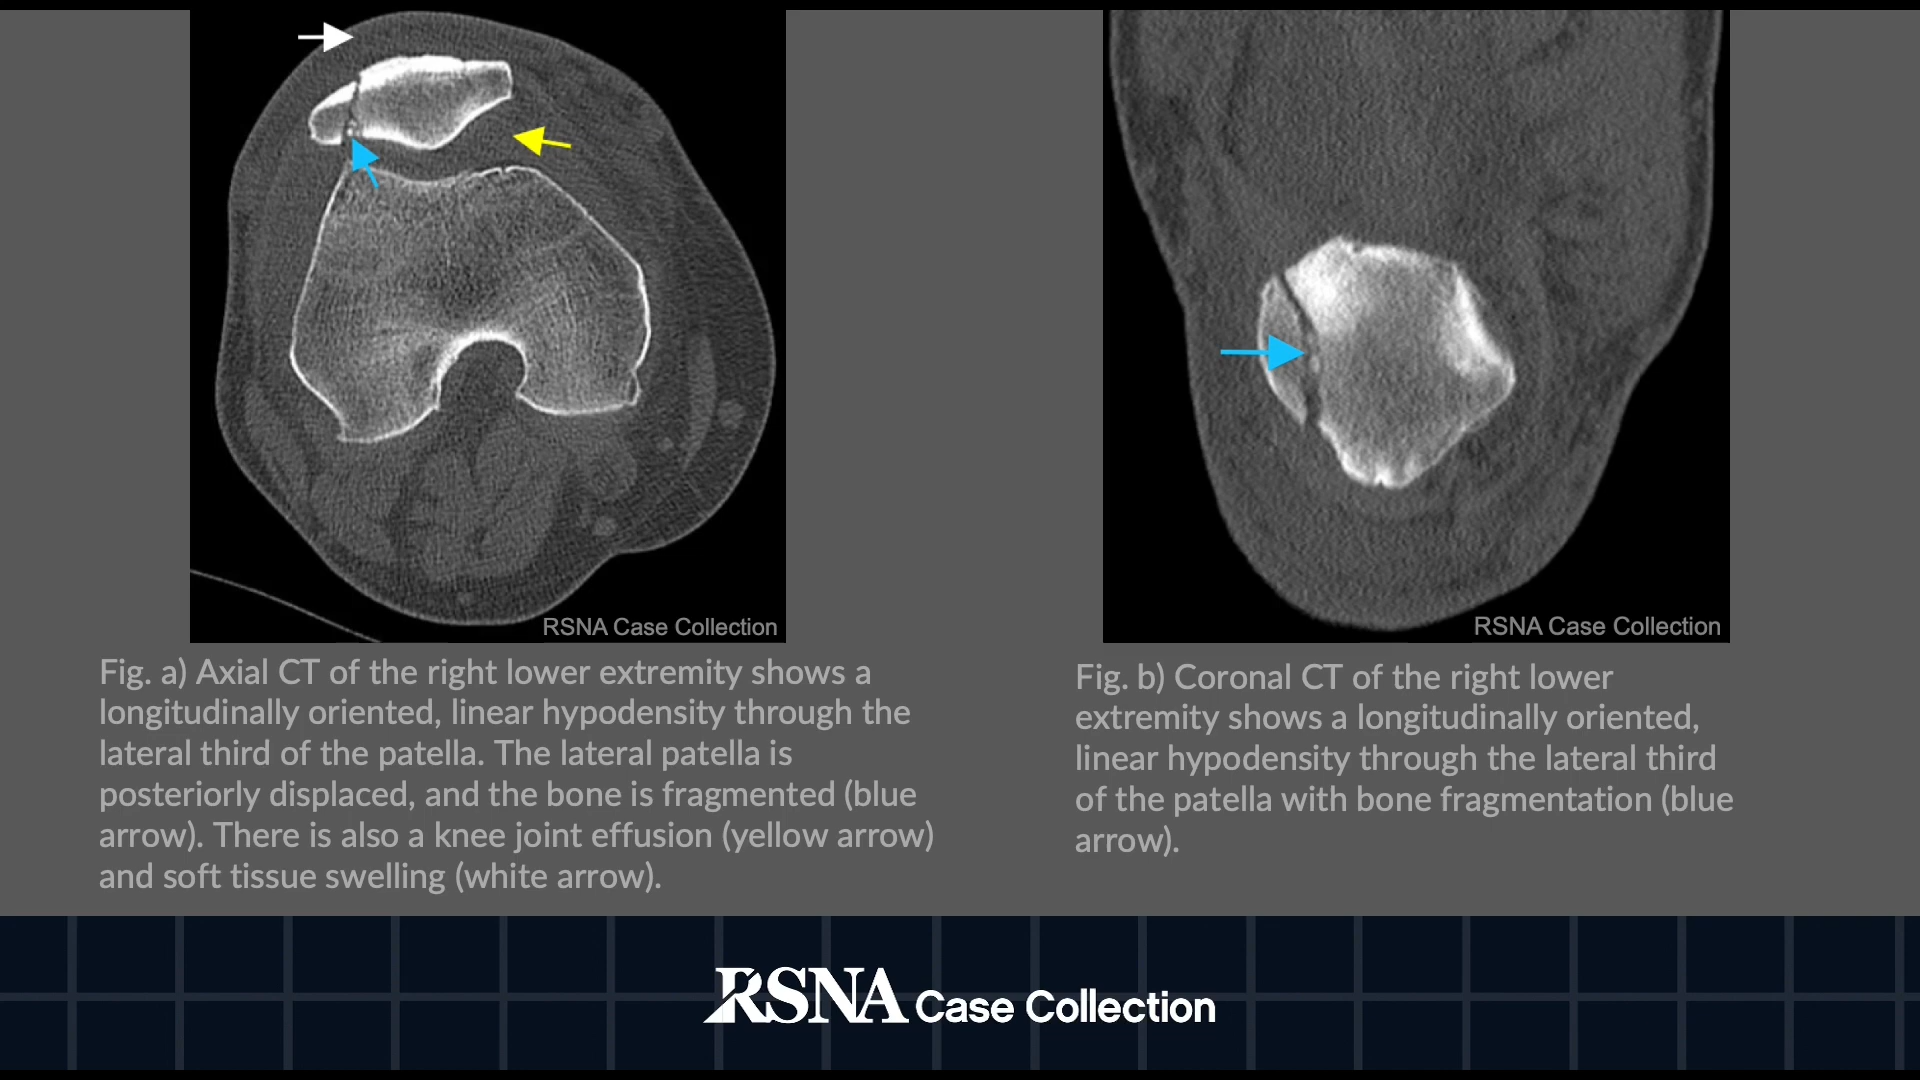 RSNA Case Collection
RSNA Case Collection
Fig. a) Axial CT of the right lower extremity shows a
longitudinally oriented, linear hypodensity through the
lateral third of the patella. The lateral patella is
posteriorly displaced, and the bone is fragmented (blue
arrow). There is also a knee joint effusion (yellow arrow)
and soft tissue swelling (white arrow).
Fig. b) Coronal CT of the right lower
extremity shows a longitudinally oriented,
linear hypodensity through the lateral third
of the patella with bone fragmentation (blue
arrow).
RSNA Case Collection